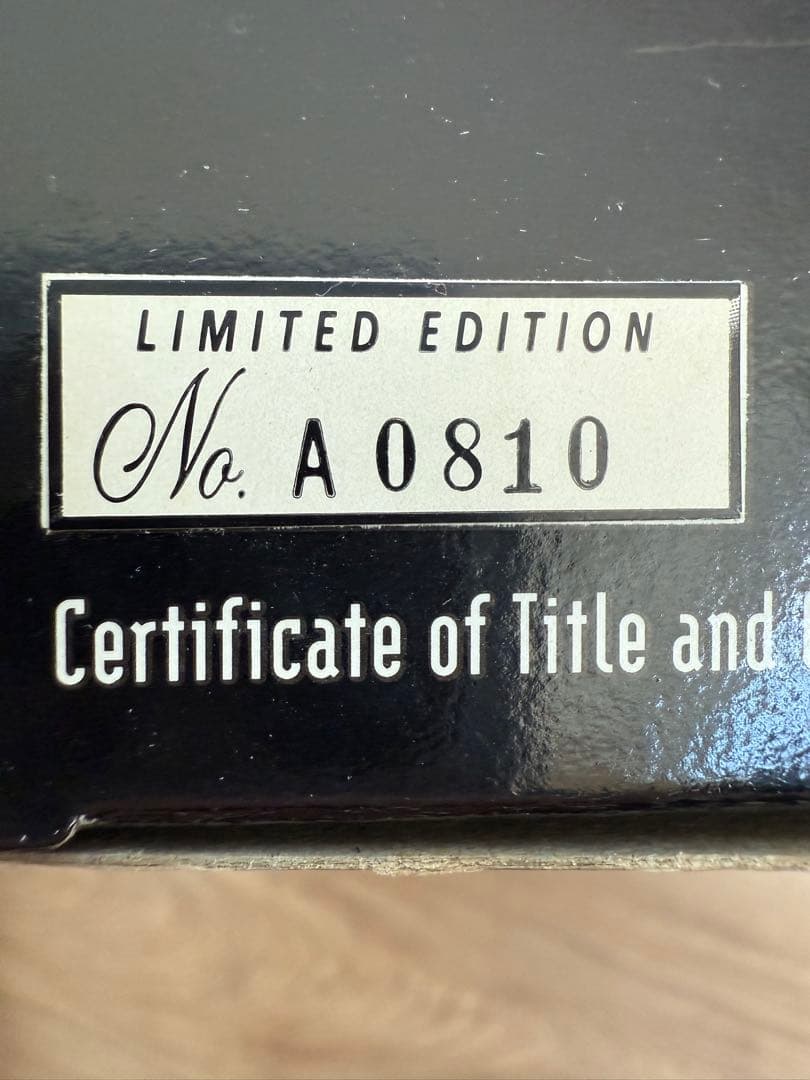 LIMITED EDITION
No. A 0810
Certificate of Title and